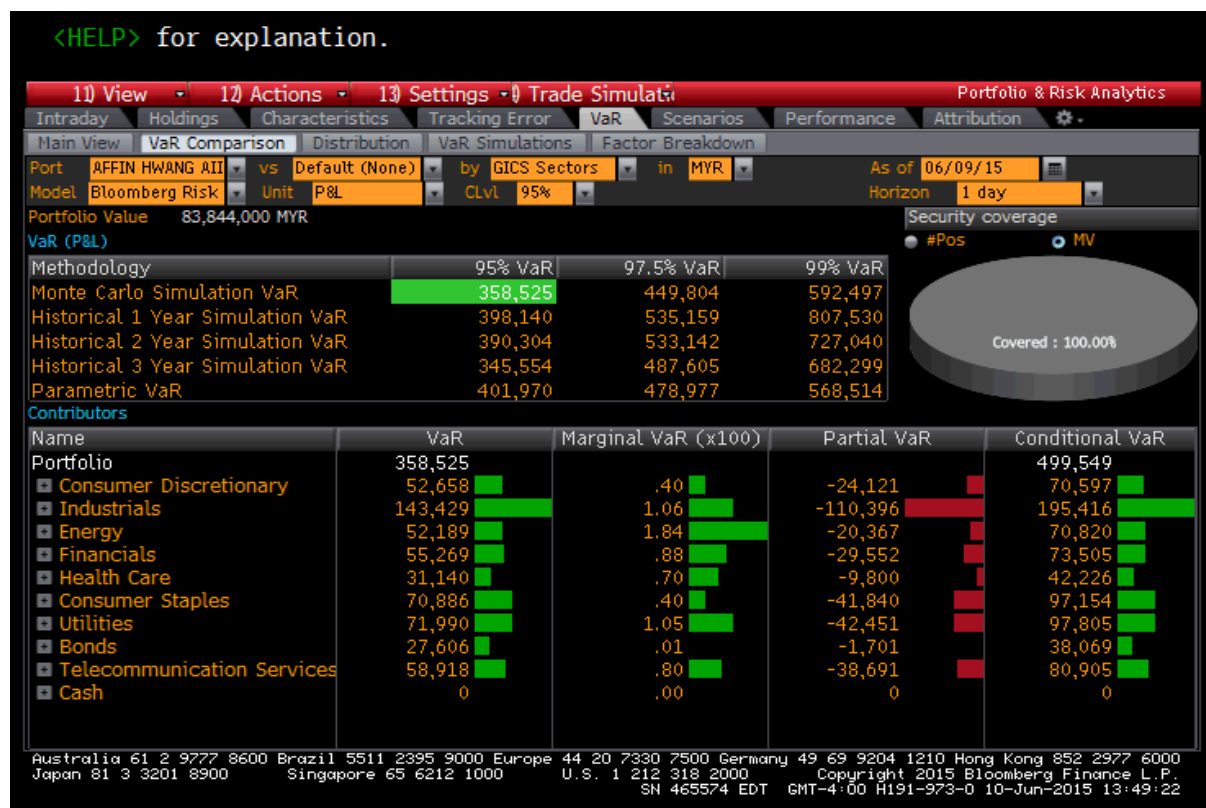 <HELP> for explanation.
11) View 12) Actions 13) Settings Trade Simulati Portfolio & Risk Analytics
Intraday Holdings Characteristics Tracking Error VaR Scenarios Performance Attribution
Main View VaR Comparison Distribution VaR Simulations Factor Breakdown
Port AFFIN HWANG AII vs Default (None) by GICS Sectors in MYR As of 06/09/15
Model Bloomberg Risk Unit P&L CLvl 95% Horizon 1 day
Portfolio Value 83,844,000 MYR Security coverage
VaR (P&L) #Pos MV
Methodology 95% VaR 97.5% VaR 99% VaR
Monte Carlo Simulation VaR 358,525 449,804 592,497
Historical 1 Year Simulation VaR 398,140 535,159 807,530
Historical 2 Year Simulation VaR 390,304 533,142 727,040
Covered : 100.00%
Historical 3 Year Simulation VaR 345,554 487,605 682,299
Parametric VaR 401,970 478,977 568,514
Contributors
Name VaR Marginal VaR (x100) Partial VaR Conditional VaR
Portfolio 358,525 499,549
Consumer Discretionary 52,658 .40 -24,121 70,597
Industrials 143,429 1.06 -110,396 195,416
Energy 52,189 1.84 -20,367 70,820
Financials 55,269 .88 -29,552 73,505
Health Care 31,140 .70 -9,800 42,226
Consumer Staples 70,886 .40 -41,840 97,154
Utilities 71,990 1.05 -42,451 97,805
Bonds 27,606 .01 -1,701 38,069
Telecommunication Services 58,918 .80 -38,691 80,905
Cash 0 .00 0 0
Australia 61 2 9777 8600 Brazil 5511 2395 9000 Europe 44 20 7330 7500 Germany 49 69 9204 1210 Hong Kong 852 2977 6000
Japan 81 3 3201 8900 Singapore 65 6212 1000 U.S. 1 212 318 2000 Copyright 2015 Bloomberg Finance L.P.
SN 465574 EDT GMT-4:00 H191-973-0 10-Jun-2015 13:49:22